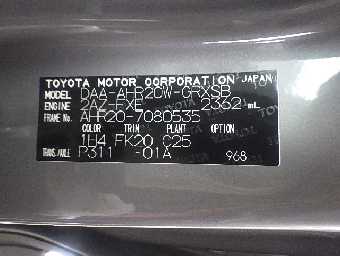 TOYOTA MOTOR CORPORATION JAPAN
MODEL DAA-AHR20W-GRXSB
ENGINE 2AZ-FXE 2362 mL
FRAME No. AHR20-7080535
COLOR TRIM PLANT OPTION
1H4 FK20 C25
TRANS./AXLE P311 -01A 968